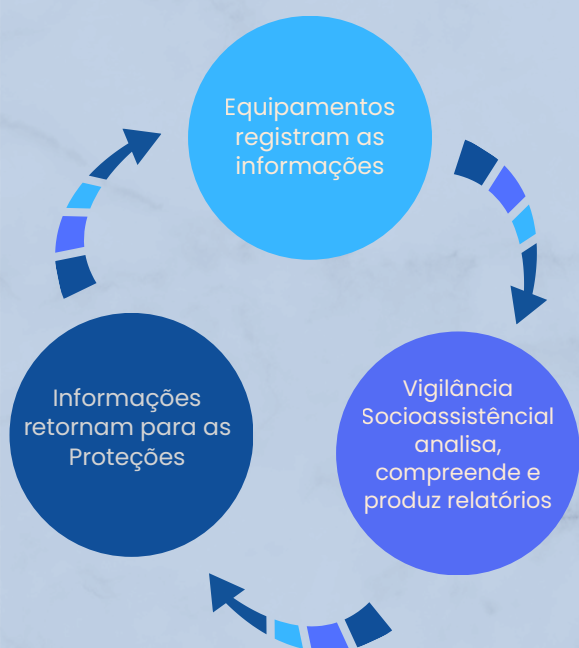 Equipamentos
registram as
informações
Vigilância
Socioassistêncial
analisa,
compreende e
produz relatórios
Informações
retornam para as
Proteções